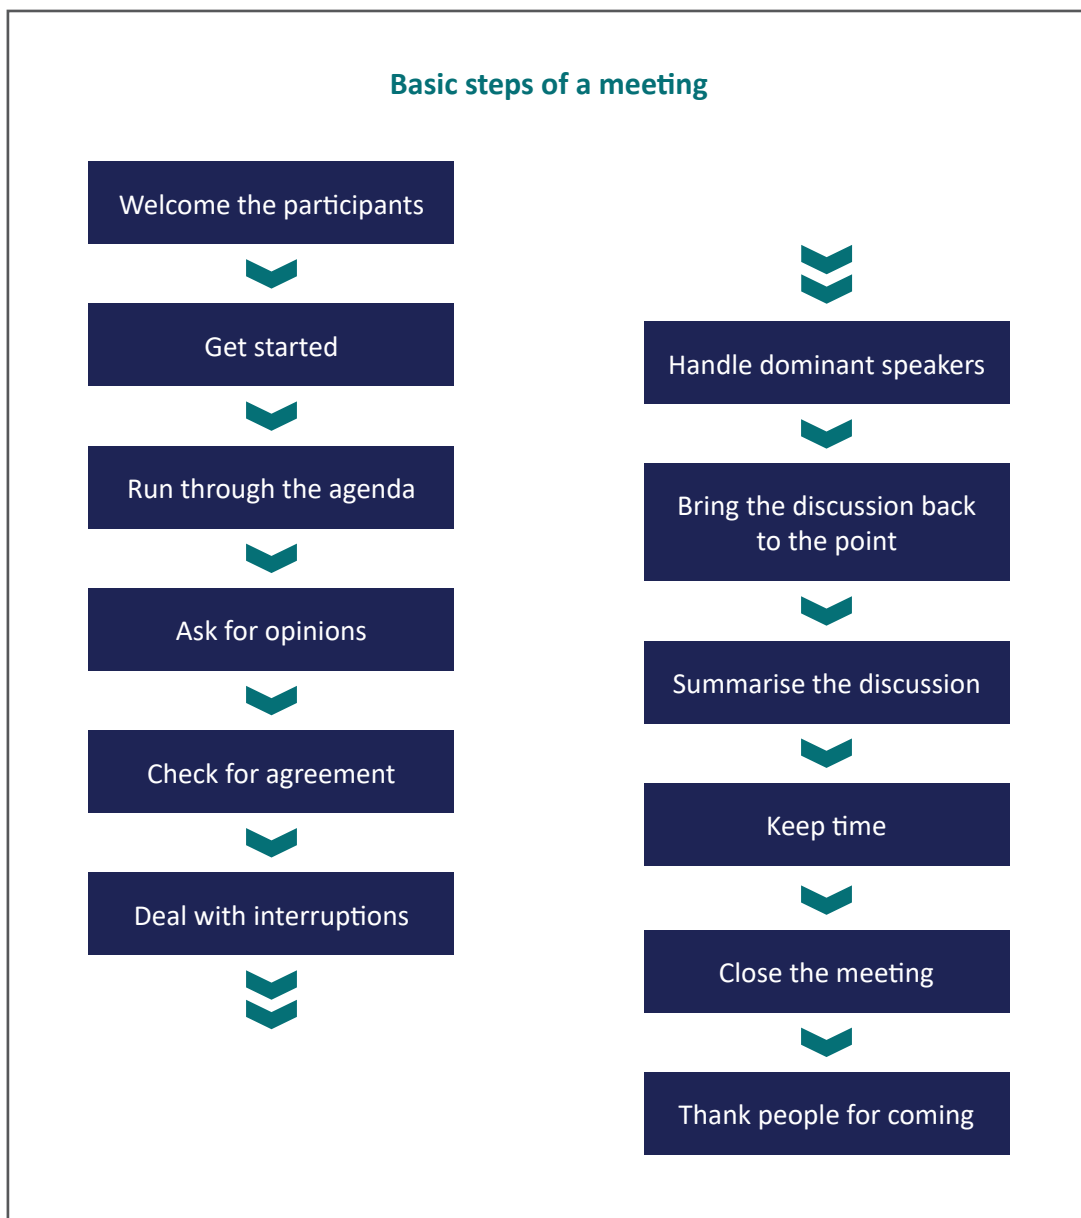 Basic steps of a meeting
Welcome the participants
Get started
Run through the agenda
Ask for opinions
Check for agreement
Deal with interruptions
Handle dominant speakers
Bring the discussion back
to the point
Summarise the discussion
Keep time
Close the meeting
Thank people for coming